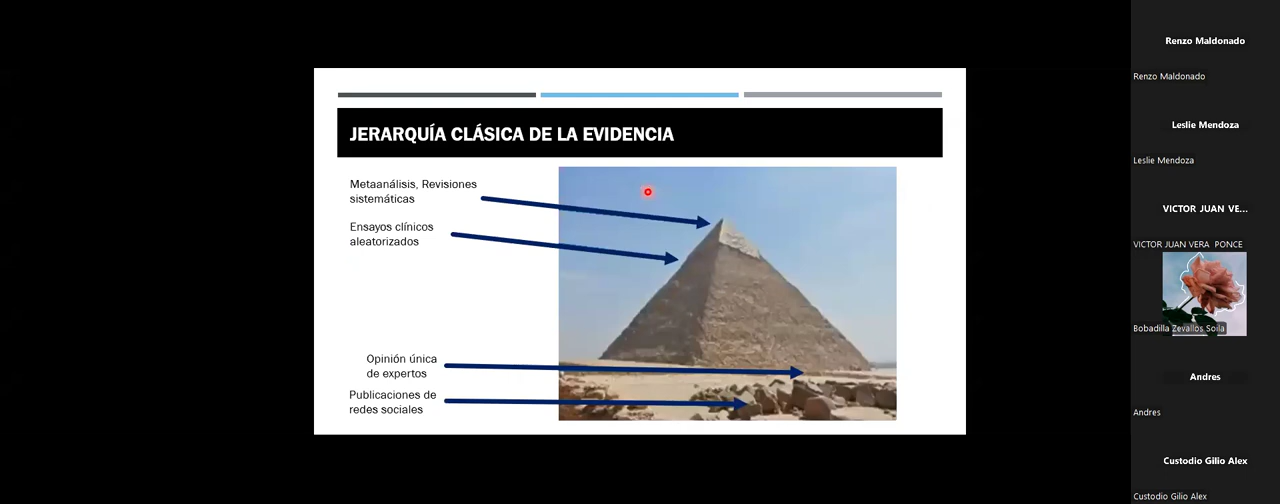 JERARQUÍA CLÁSICA DE LA EVIDENCIA
Metaanálisis, Revisiones
sistemáticas
Ensayos clínicos
aleatorizados
Opinión única
de expertos
Publicaciones de
redes sociales
Renzo Maldonado
Renzo Maldonado
Leslie Mendoza
Leslie Mendoza
VICTOR JUAN VE...
VICTOR JUAN VERA PONCE
Bobadilla Zevallos Soila
Andres
Andres
Custodio Gilio Alex
Custodio Gilio Alex